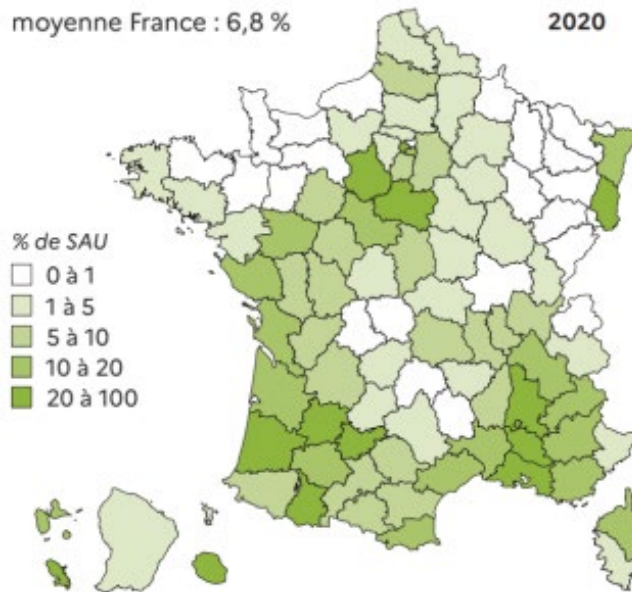 moyenne France : 6,8 %
2020
% de SAU
0 à 1
1 à 5
5 à 10
10 à 20
20 à 100